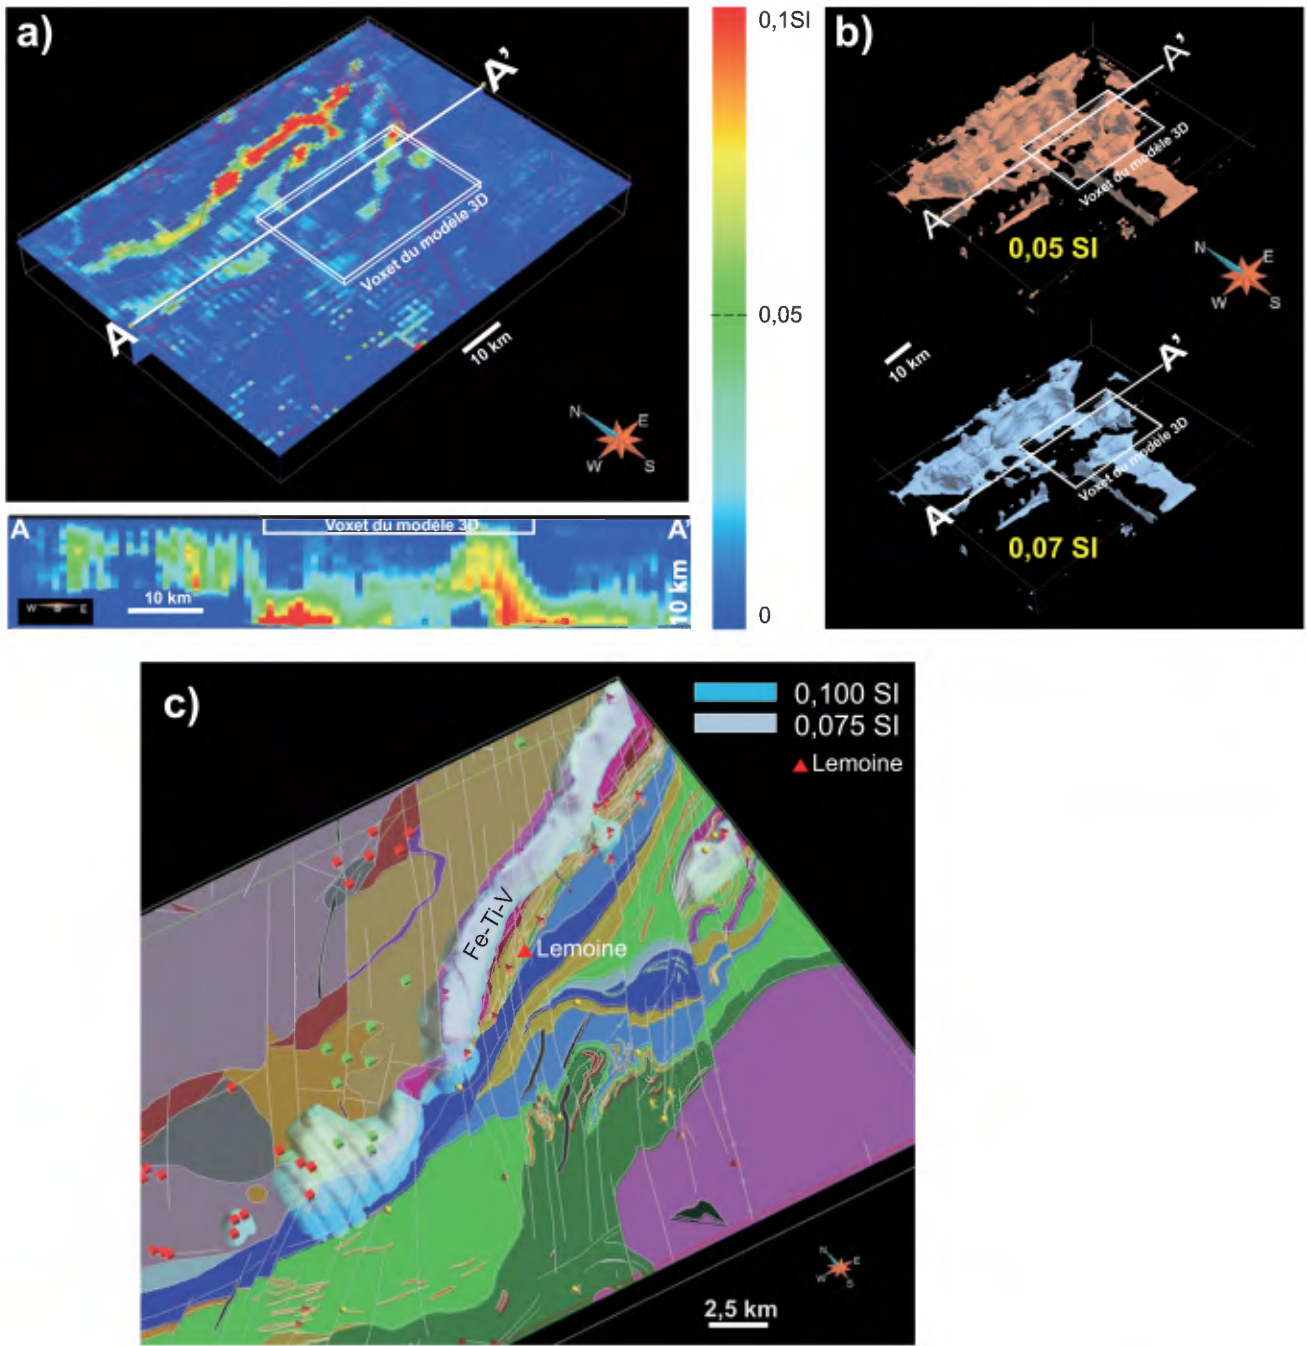 a)
A'
Voxet du modèle 3D
A
10 km
N
E
W
S
A
Voxet du modèle 3D
A'
10 km
W S E
10 km
0,1SI
0,05
0
b)
A'
Voxet du modèle 3D
A
0,05 SI
N
E
W
S
10 km
A'
Voxet du modèle 3D
A
0,07 SI
c)
0,100 SI
0,075 SI
Lemoine
Fe-Ti-V
Lemoine
N
E
W
S
2,5 km